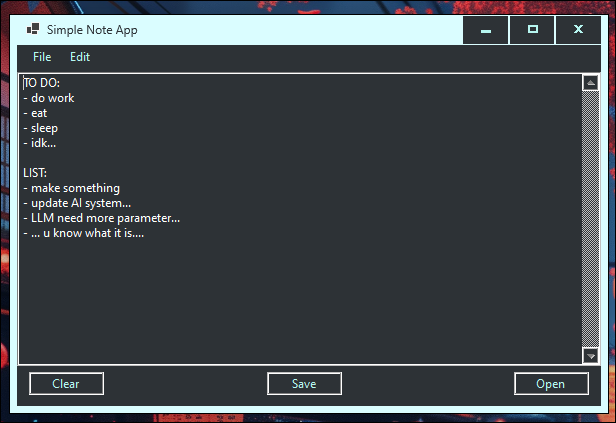 Simple Note App
File Edit
TO DO:
- do work
- eat
- sleep
- idk...

LIST:
- make something
- update AI system...
- LLM need more parameter...
- ... u know what it is....
Clear Save Open